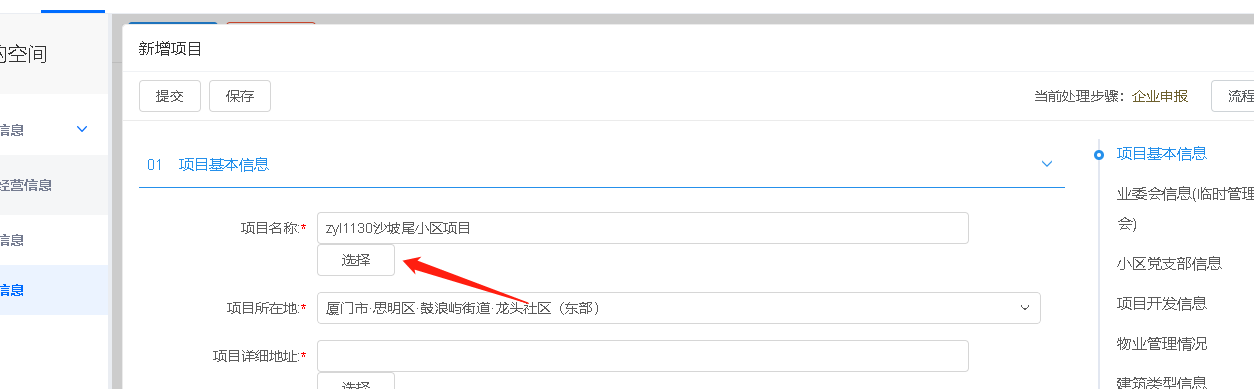 的空间
信息
经营信息
信息
信息
新增项目
提交 保存
当前处理步骤：企业申报 流程
01 项目基本信息
项目名称:* zyl1130沙坡尾小区项目
选择
项目所在地:* 厦门市·思明区·鼓浪屿街道·龙头社区（东部）
项目详细地址:*
选择
项目基本信息
业委会信息(临时管理
会)
小区党支部信息
项目开发信息
物业管理情况
建筑类型信息